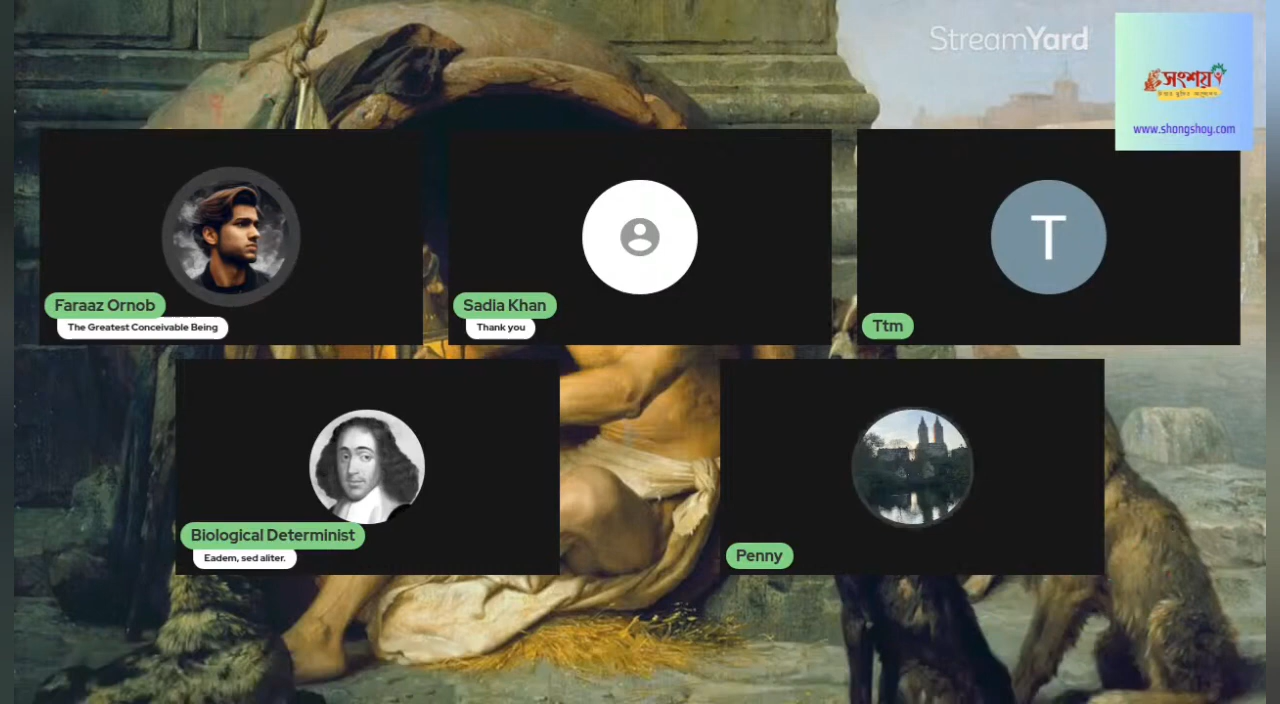 StreamYard
সংশয়
www.shongshoy.com
Faraaz Ornob
The Greatest Conceivable Being
Sadia Khan
Thank you
T
Ttm
Biological Determinist
Eadem, sed aliter.
Penny